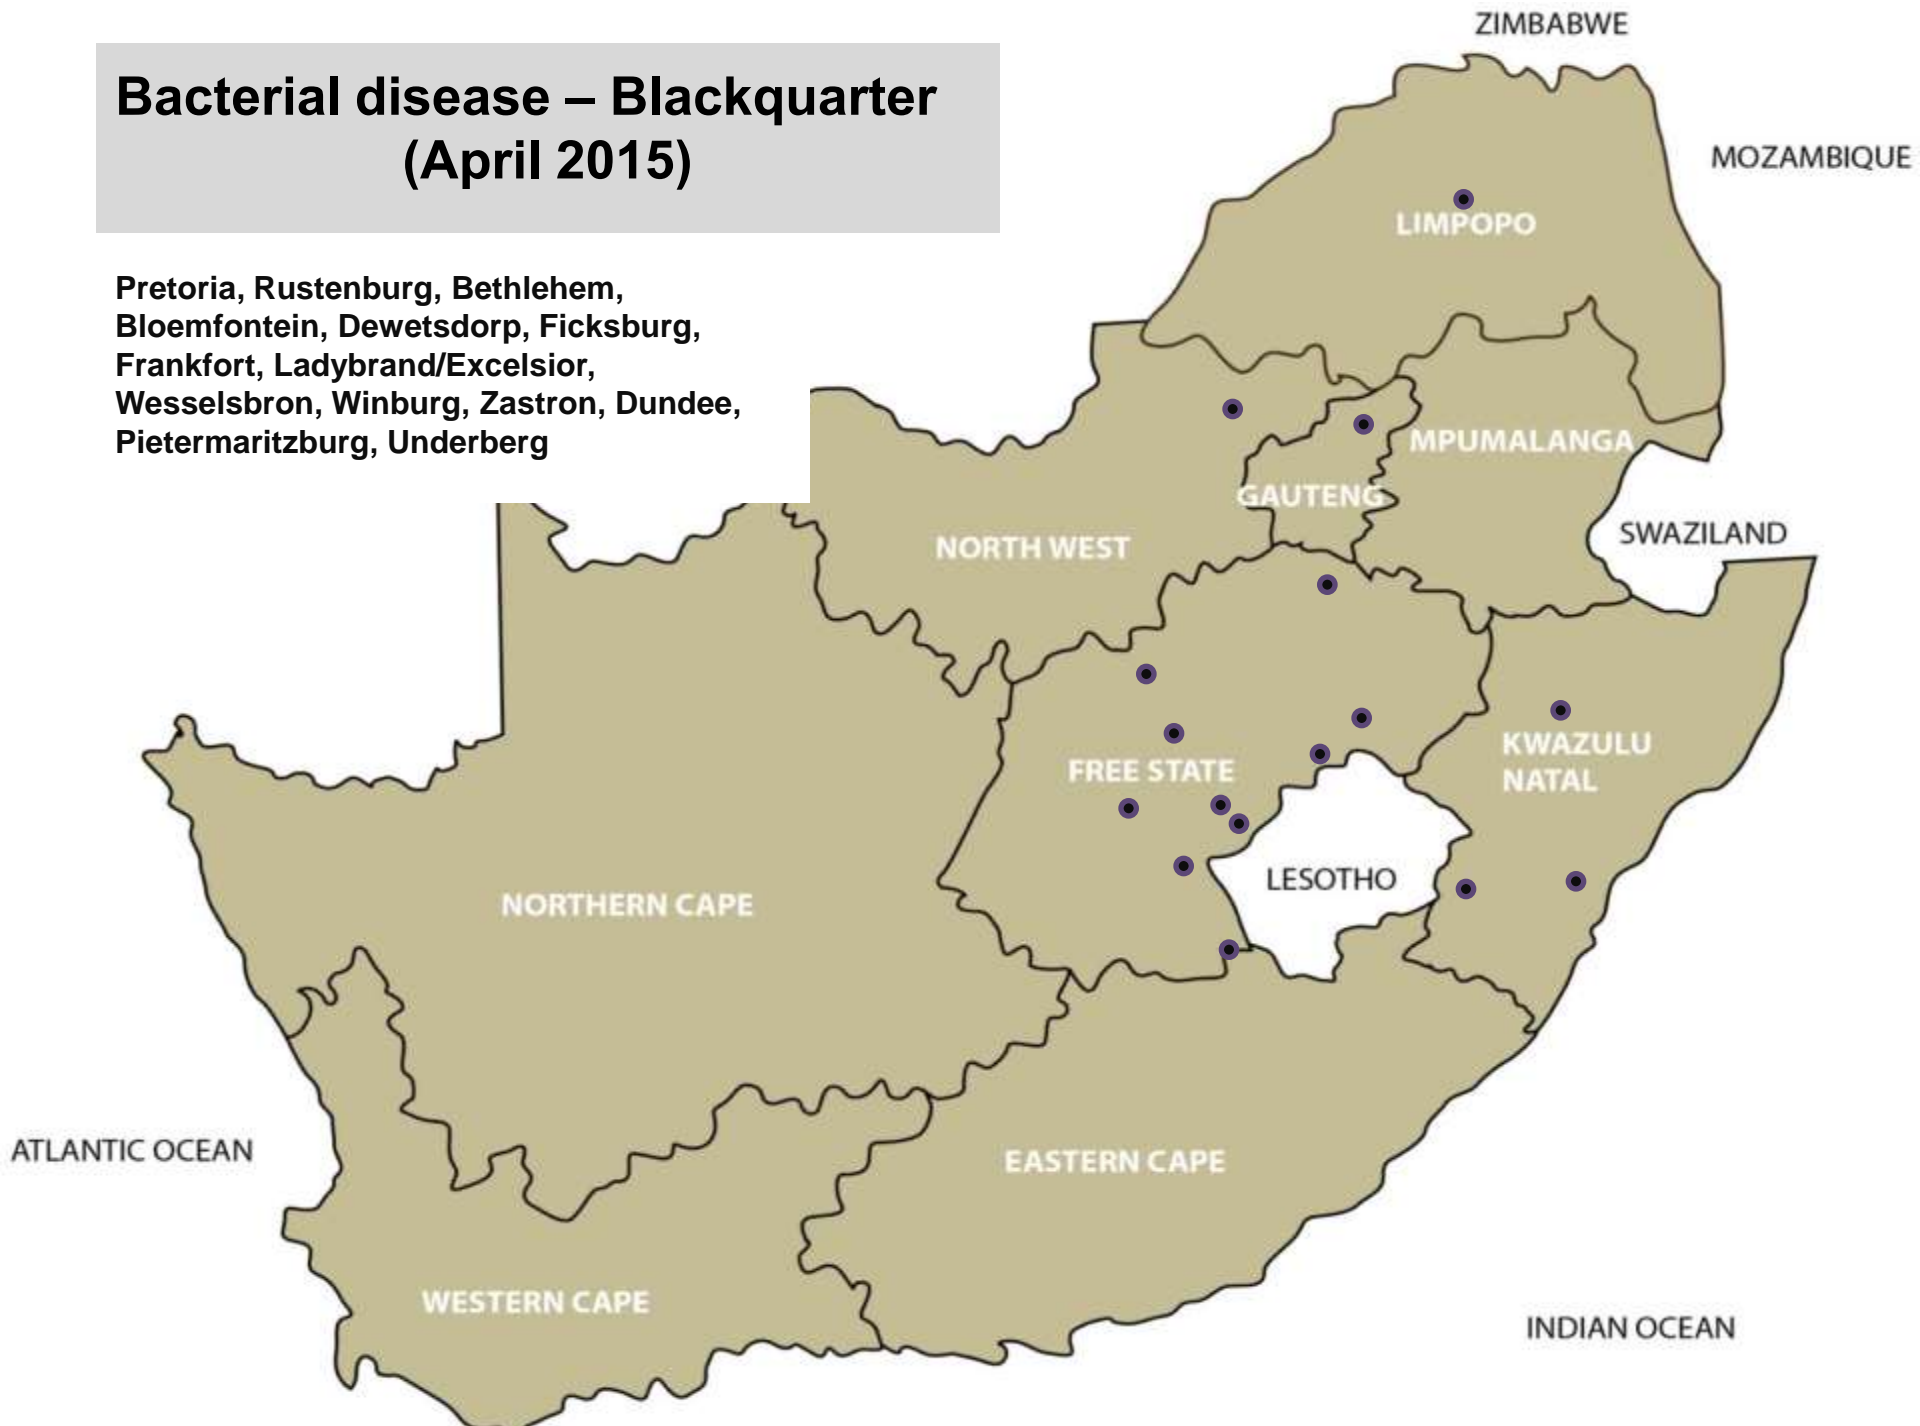 Bacterial disease – Blackquarter
(April 2015)
Pretoria, Rustenburg, Bethlehem,
Bloemfontein, Dewetsdorp, Ficksburg,
Frankfort, Ladybrand/Excelsior,
Wesselsbron, Winburg, Zastron, Dundee,
Pietermaritzburg, Underberg
ZIMBABWE
MOZAMBIQUE
LIMPOPO
MPUMALANGA
GAUTENG
SWAZILAND
NORTH WEST
KWAZULU
NATAL
FREE STATE
LESOTHO
NORTHERN CAPE
ATLANTIC OCEAN
EASTERN CAPE
WESTERN CAPE
INDIAN OCEAN